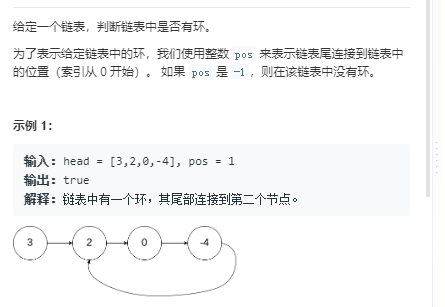 给定一个链表，判断链表中是否有环。
为了表示给定链表中的环，我们使用整数 pos 来表示链表尾连接到链表中
的位置（索引从 0 开始）。 如果 pos 是 -1，则在该链表中没有环。
示例 1：
输入：head = [3,2,0,-4], pos = 1
输出：true
解释：链表中有一个环，其尾部连接到第二个节点。
3 2 0 -4